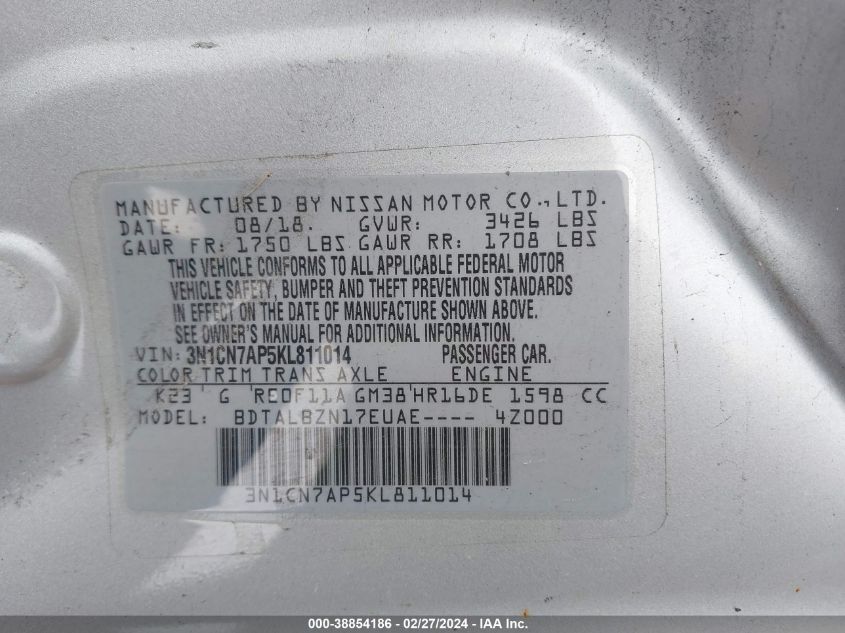 MANUFACTURED BY NISSAN MOTOR CO.,LTD.
DATE: 08/18. GVWR: 3426 LBS
GAWR FR: 1750 LBS GAWR RR: 1708 LBS
THIS VEHICLE CONFORMS TO ALL APPLICABLE FEDERAL MOTOR
VEHICLE SAFETY, BUMPER AND THEFT PREVENTION STANDARDS
IN EFFECT ON THE DATE OF MANUFACTURE SHOWN ABOVE.
SEE OWNER'S MANUAL FOR ADDITIONAL INFORMATION.
VIN: 3N1CN7AP5KL811014 PASSENGER CAR.
COLOR TRIM TRANS AXLE ENGINE
K23 G RE0F11A GM38 HR16DE 1598 CC
MODEL: BDTALBZN17EUAE---- 4Z000
3N1CN7AP5KL811014
000-38854186 - 02/27/2024 - IAA Inc.